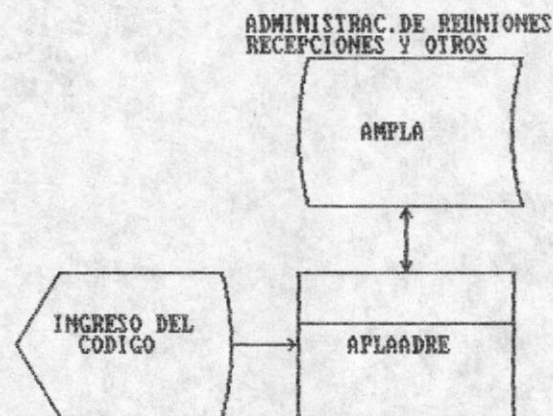 ADMINISTRAC.DE REUNIONES
RECEPCIONES Y OTROS
AMPLA
INGRESO DEL
CODIGO
APLAADRE